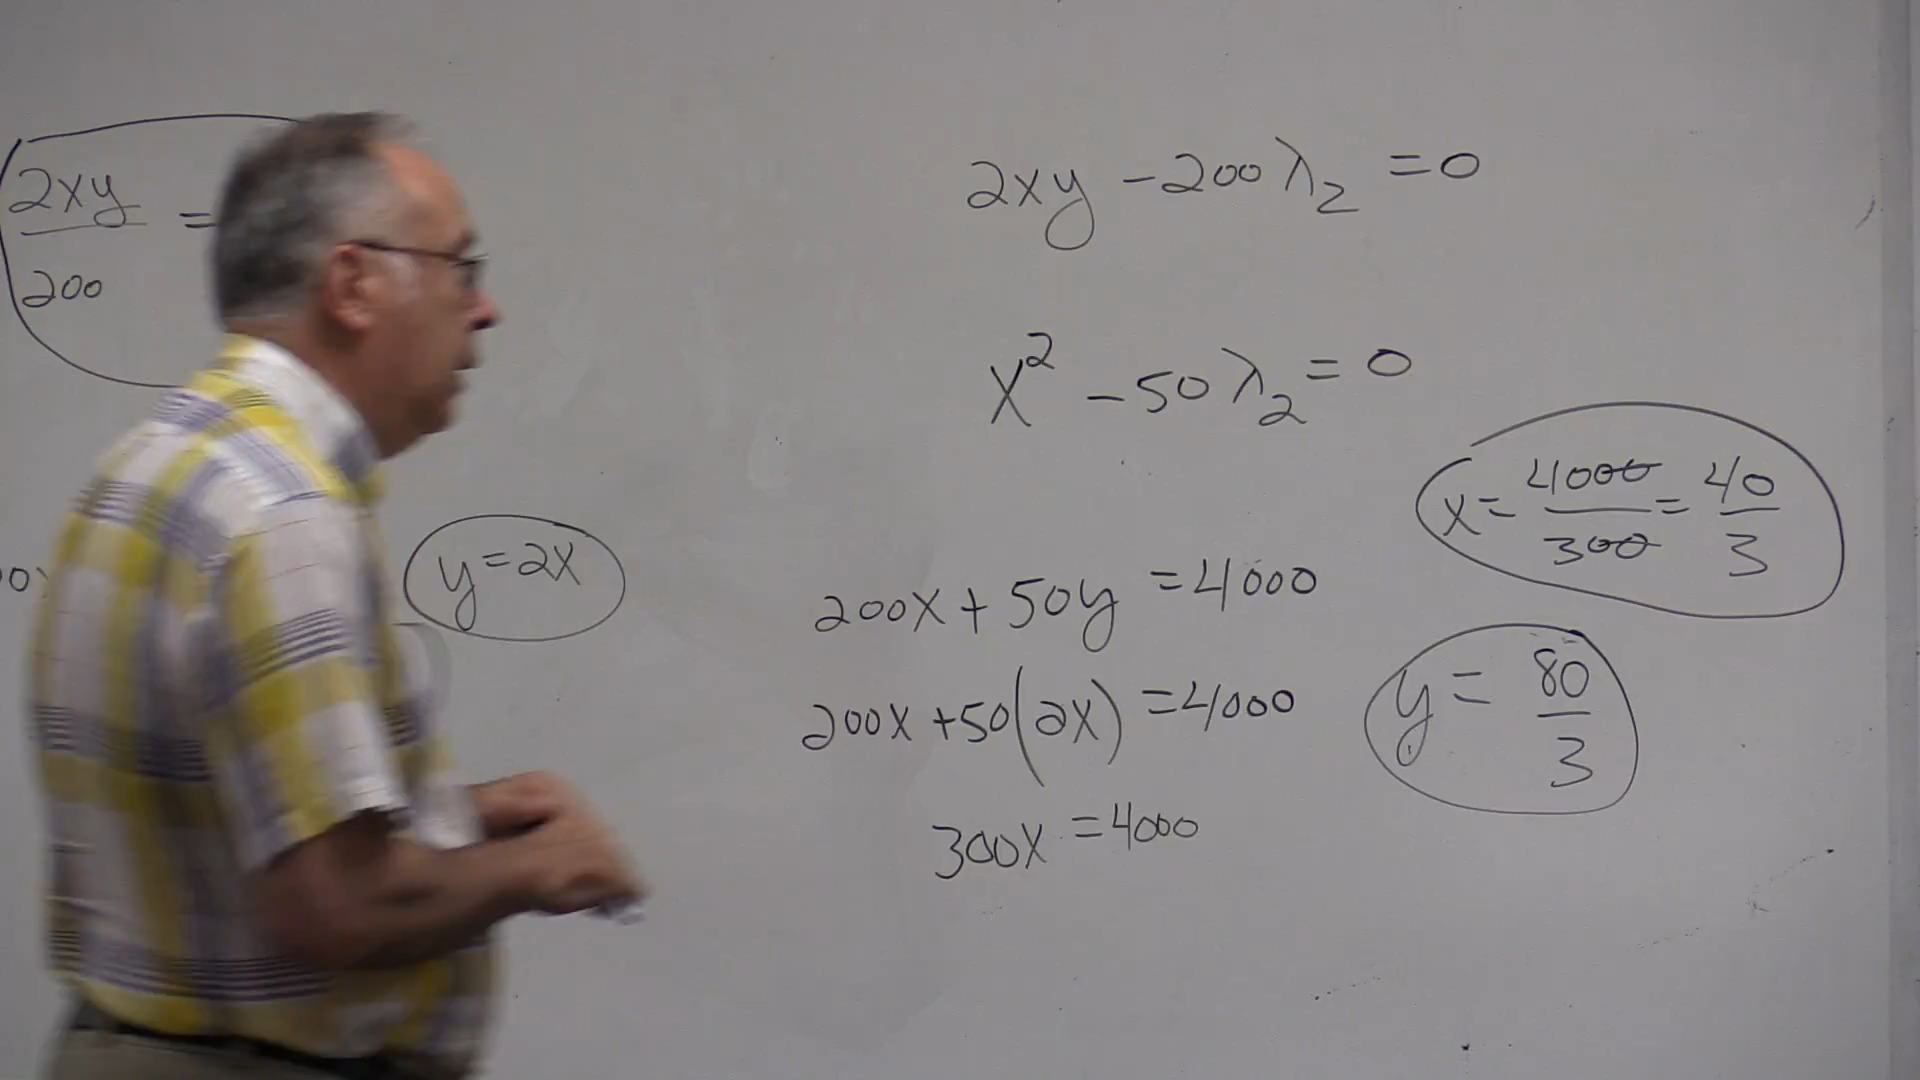 2xy
200
=
y=2x
2xy -200λ₂ =0
x² -50λ₂ = 0
200x + 50y = 4000
200x + 50(2x) = 4000
300x = 4000
x = 4000/300 = 40/3
y = 80/3